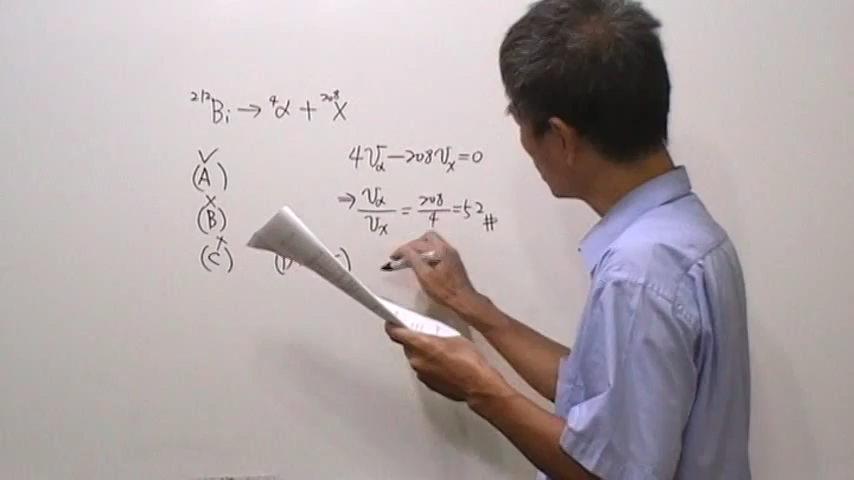 ²¹²Bi → ⁴α + ²⁰⁸X
✓
(A)
4Vα − 208Vx = 0
×
(B)
⇒ Vα/Vx = 208/4 = 52 #
×
(C)